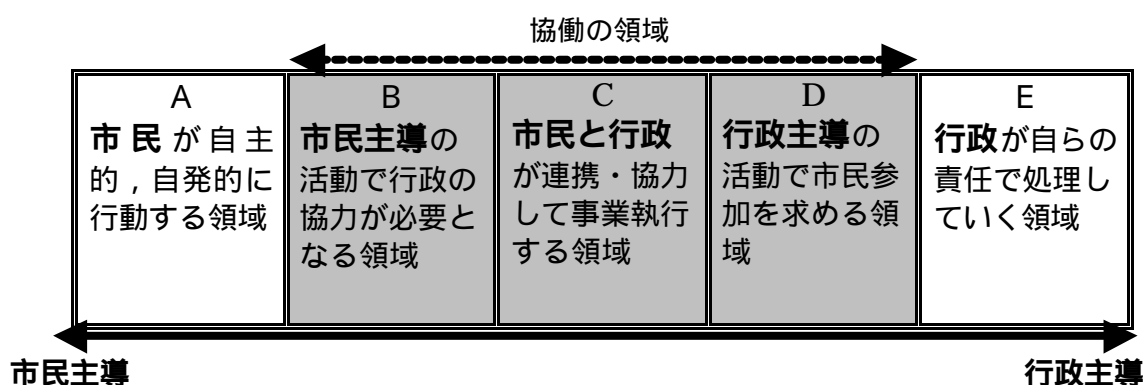 協働の領域
A
市民が自主
的，自発的に
行動する領域
B
市民主導の
活動で行政の
協力が必要と
なる領域
C
市民と行政
が連携・協力
して事業執行
する領域
D
行政主導の
活動で市民参
加を求める領
域
E
行政が自らの
責任で処理し
ていく領域
市民主導
行政主導